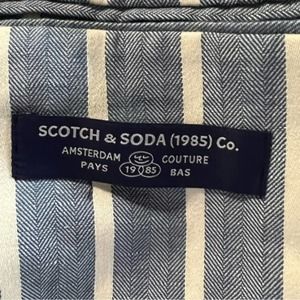 SCOTCH & SODA (1985) Co.
AMSTERDAM COUTURE
PAYS 19 85 BAS